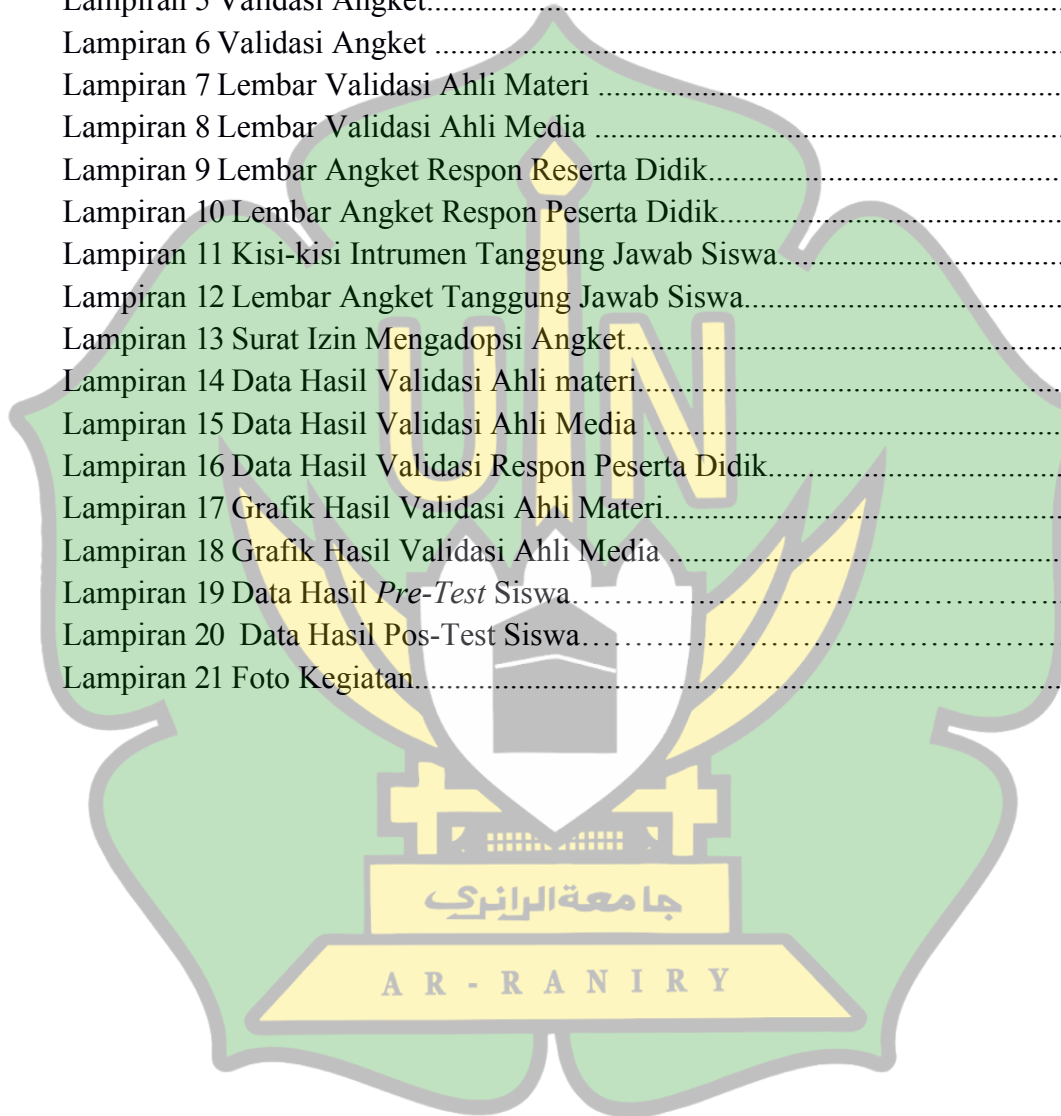 Lampiran 5 Validasi Angket
Lampiran 6 Validasi Angket
Lampiran 7 Lembar Validasi Ahli Materi
Lampiran 8 Lembar Validasi Ahli Media
Lampiran 9 Lembar Angket Respon Reserta Didik
Lampiran 10 Lembar Angket Respon Peserta Didik
Lampiran 11 Kisi-kisi Intrumen Tanggung Jawab Siswa
Lampiran 12 Lembar Angket Tanggung Jawab Siswa
Lampiran 13 Surat Izin Mengadopsi Angket
Lampiran 14 Data Hasil Validasi Ahli materi
Lampiran 15 Data Hasil Validasi Ahli Media
Lampiran 16 Data Hasil Validasi Respon Peserta Didik
Lampiran 17 Grafik Hasil Validasi Ahli Materi
Lampiran 18 Grafik Hasil Validasi Ahli Media
Lampiran 19 Data Hasil Pre-Test Siswa
Lampiran 20 Data Hasil Pos-Test Siswa
Lampiran 21 Foto Kegiatan
UIN
جامعة الرانري
AR-RANIRY